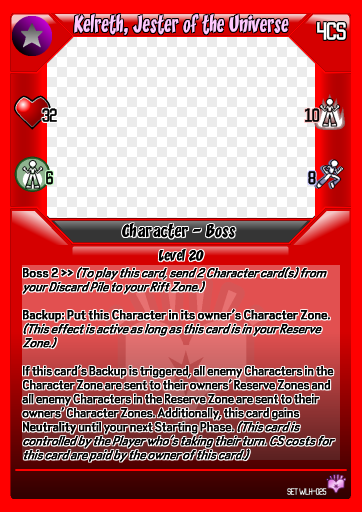 Kelreth, Jester of the Universe
4CS
32
10
6
8
Character - Boss
Level 20
Boss 2 >> (To play this card, send 2 Character card(s) from
your Discard Pile to your Rift Zone.)
Backup: Put this Character in its owner's Character Zone.
(This effect is active as long as this card is in your Reserve
Zone.)
If this card's Backup is triggered, all enemy Characters in the
Character Zone are sent to their owners' Reserve Zones and
all enemy Characters in the Reserve Zone are sent to their
owners' Character Zones. Additionally, this card gains
Neutrality until your next Starting Phase. (This card is
controlled by the Player who's taking their turn. CS costs for
this card are paid by the owner of this card.)
SET WLH-025